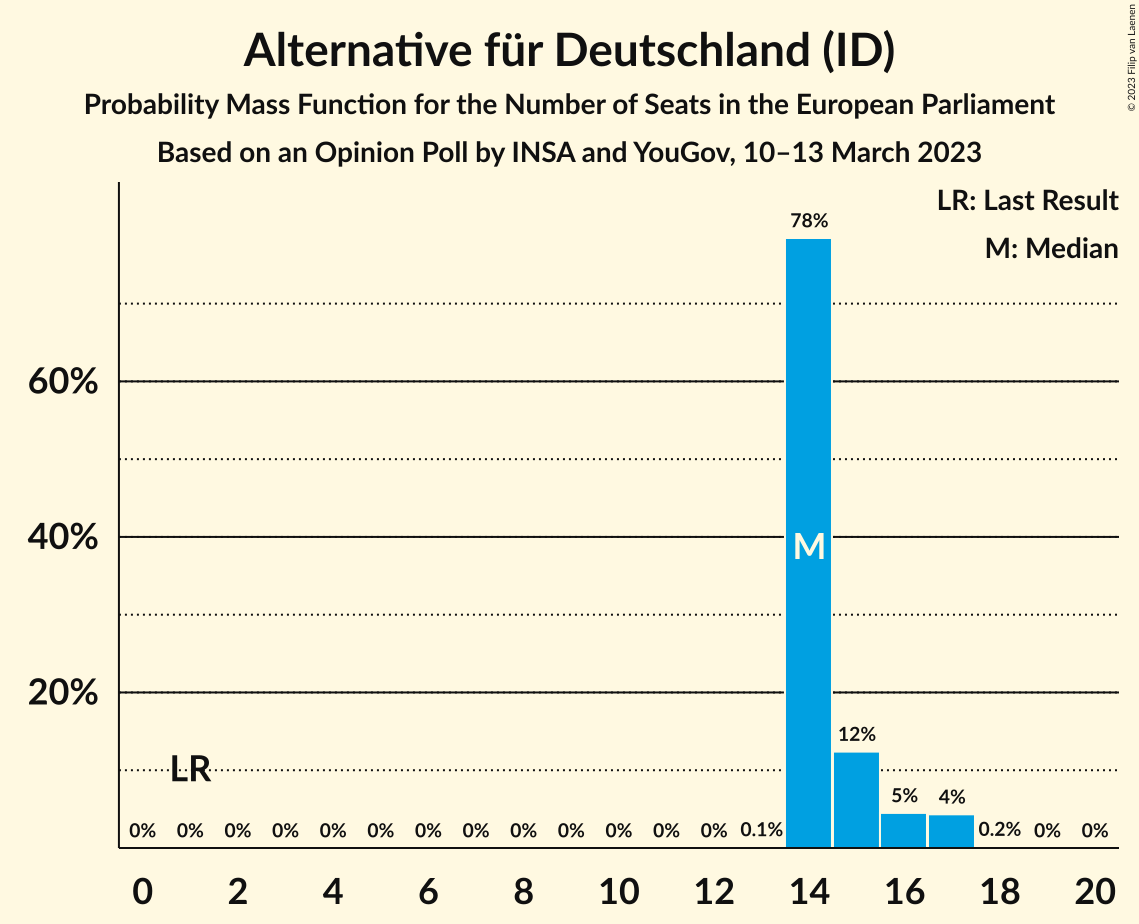 Alternative für Deutschland (ID)
Probability Mass Function for the Number of Seats in the European Parliament
Based on an Opinion Poll by INSA and YouGov, 10–13 March 2023
© 2023 Filip van Laenen
LR: Last Result
M: Median
78%
60%
40%
M
20%
12%
LR
5%
4%
0% 0% 0% 0% 0% 0% 0% 0% 0% 0% 0% 0% 0% 0.1% 0.2% 0% 0%
0 2 4 6 8 10 12 14 16 18 20